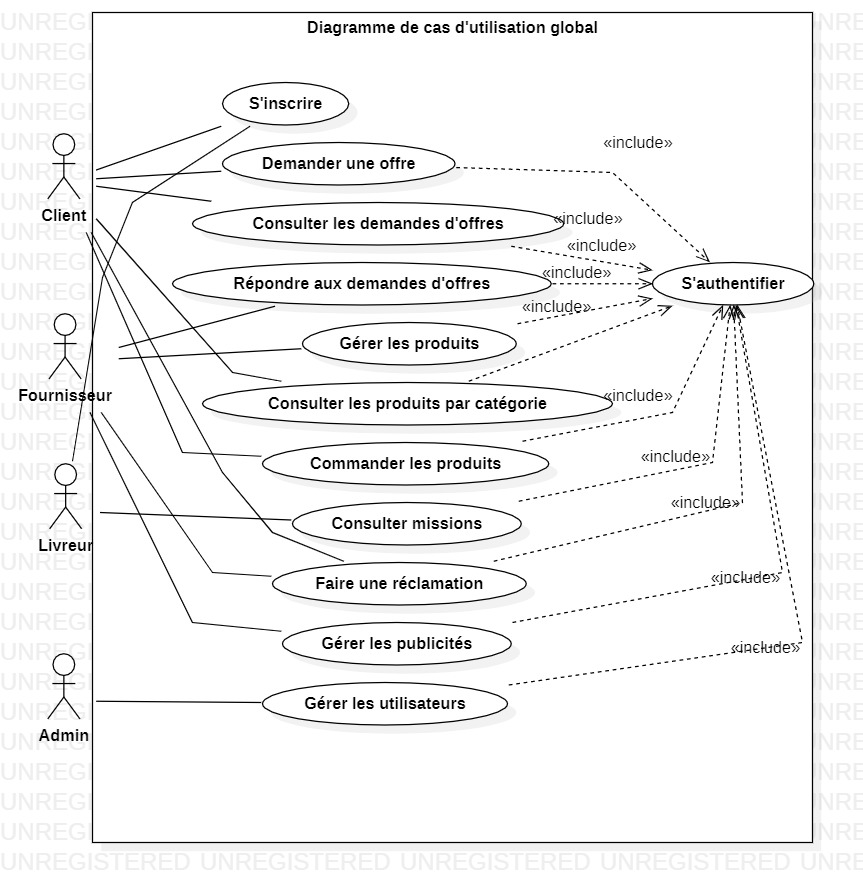 Diagramme de cas d'utilisation global
S'inscrire
Demander une offre
«include»
Client
Consulter les demandes d'offres
«include»
«include»
Répondre aux demandes d'offres
«include»
S'authentifier
«include»
Gérer les produits
Fournisseur
Consulter les produits par catégorie
«include»
Commander les produits
«include»
Consulter missions
«include»
Livreur
Faire une réclamation
«include»
Gérer les publicités
«include»
Gérer les utilisateurs
Admin
UNREGISTERED UNREGISTERED UNREGISTERED UNREGISTERED UNRE